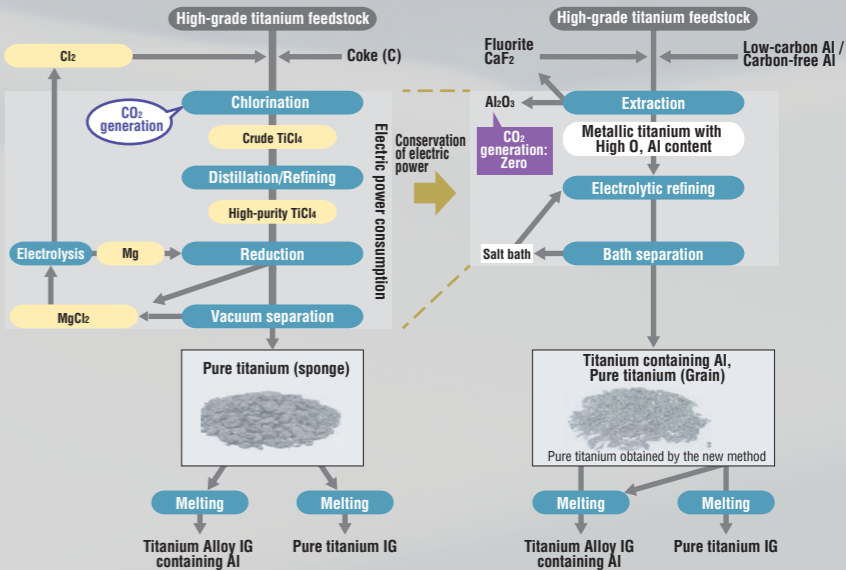 High-grade titanium feedstock
Cl₂
Coke (C)
CO₂
generation
Chlorination
Crude TiCl₄
Distillation/Refining
High-purity TiCl₄
Electrolysis
Mg
Reduction
MgCl₂
Vacuum separation
Electric power consumption
Pure titanium (sponge)
Melting
Melting
Titanium Alloy IG
containing Al
Pure titanium IG
Conservation
of electric
power
High-grade titanium feedstock
Fluorite
CaF₂
Low-carbon Al /
Carbon-free Al
Al₂O₃
Extraction
CO₂
generation:
Zero
Metallic titanium with
High O, Al content
Electrolytic refining
Salt bath
Bath separation
Titanium containing Al,
Pure titanium (Grain)
Pure titanium obtained by the new method
Melting
Melting
Titanium Alloy IG
containing Al
Pure titanium IG